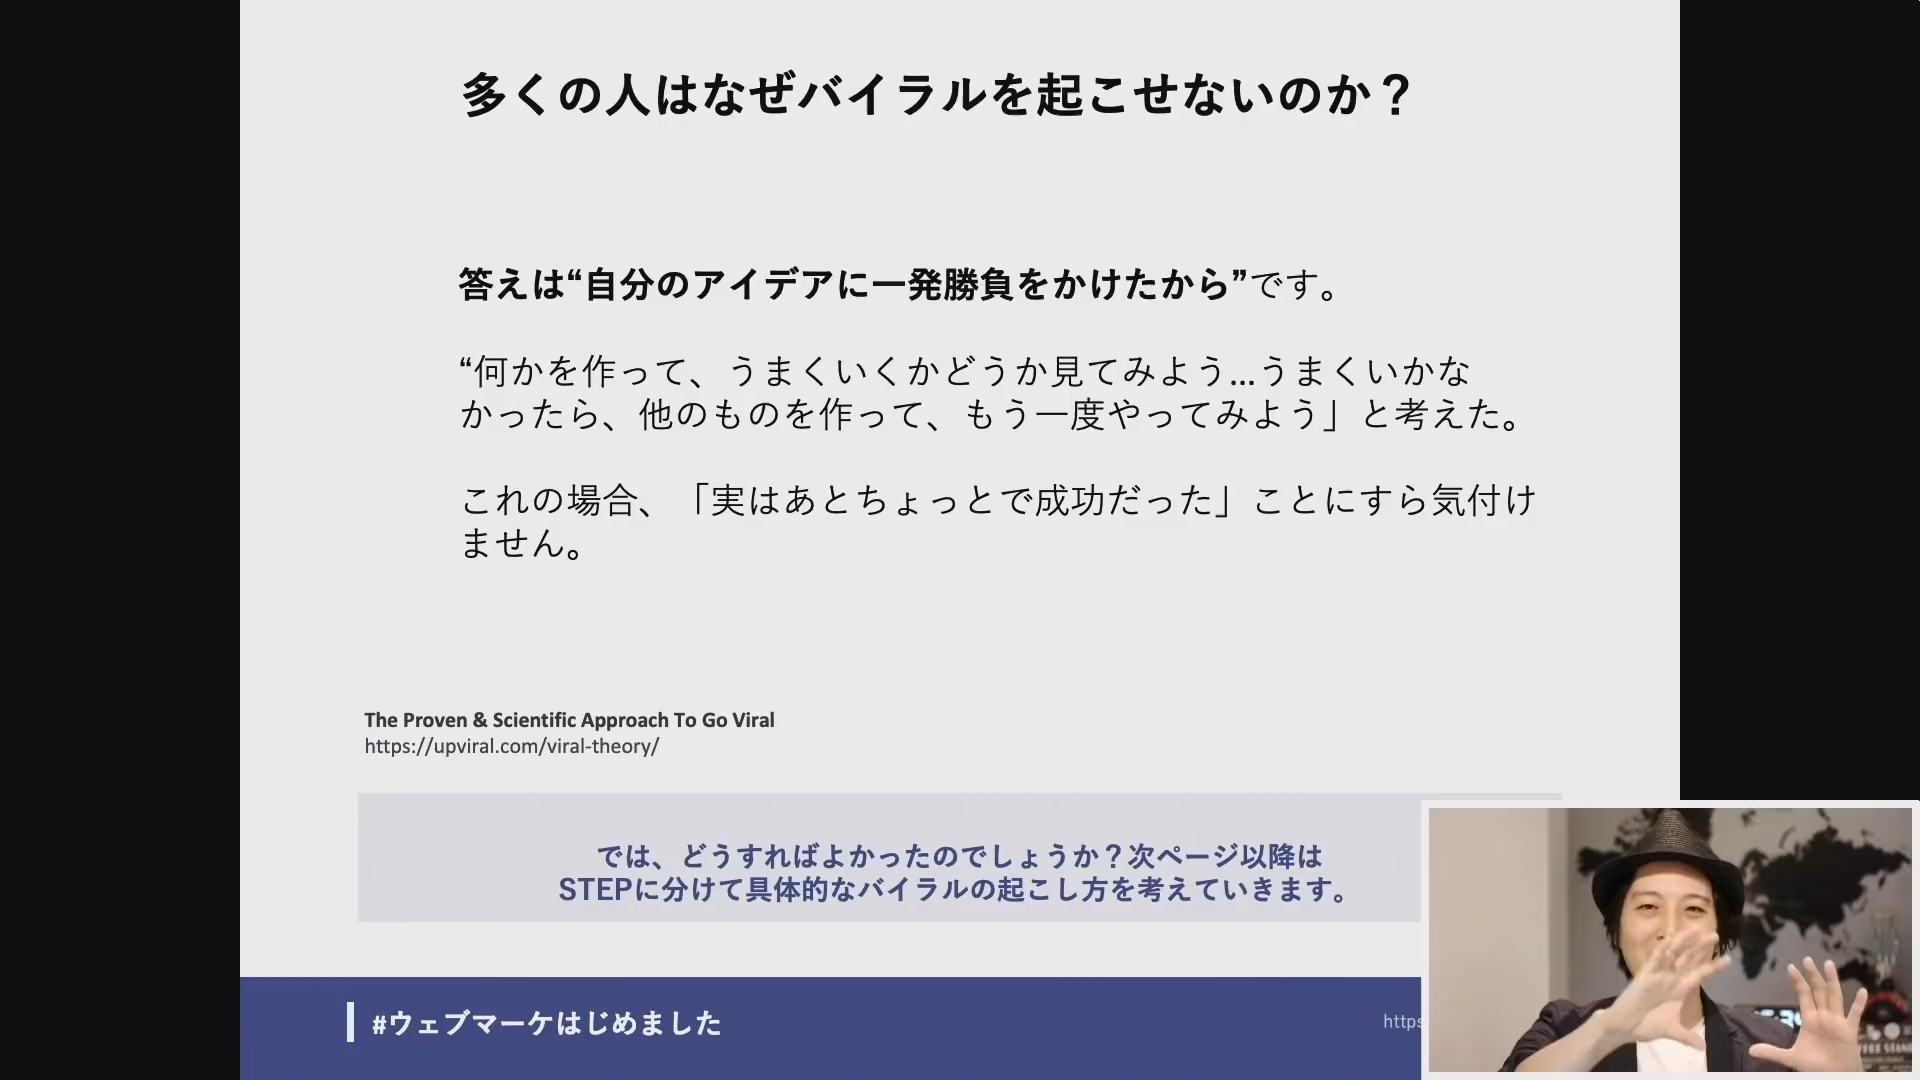 多くの人はなぜバイラルを起こせないのか？
答えは“自分のアイデアに一発勝負をかけたから”です。
“何かを作って、うまくいくかどうか見てみよう...うまくいかな
かったら、他のものを作って、もう一度やってみよう」と考えた。
これの場合、「実はあとちょっとで成功だった」ことにすら気付け
ません。
The Proven & Scientific Approach To Go Viral
https://upviral.com/viral-theory/
では、どうすればよかったのでしょうか？次ページ以降は
STEPに分けて具体的なバイラルの起こし方を考えていきます。
#ウェブマーケはじめました
https